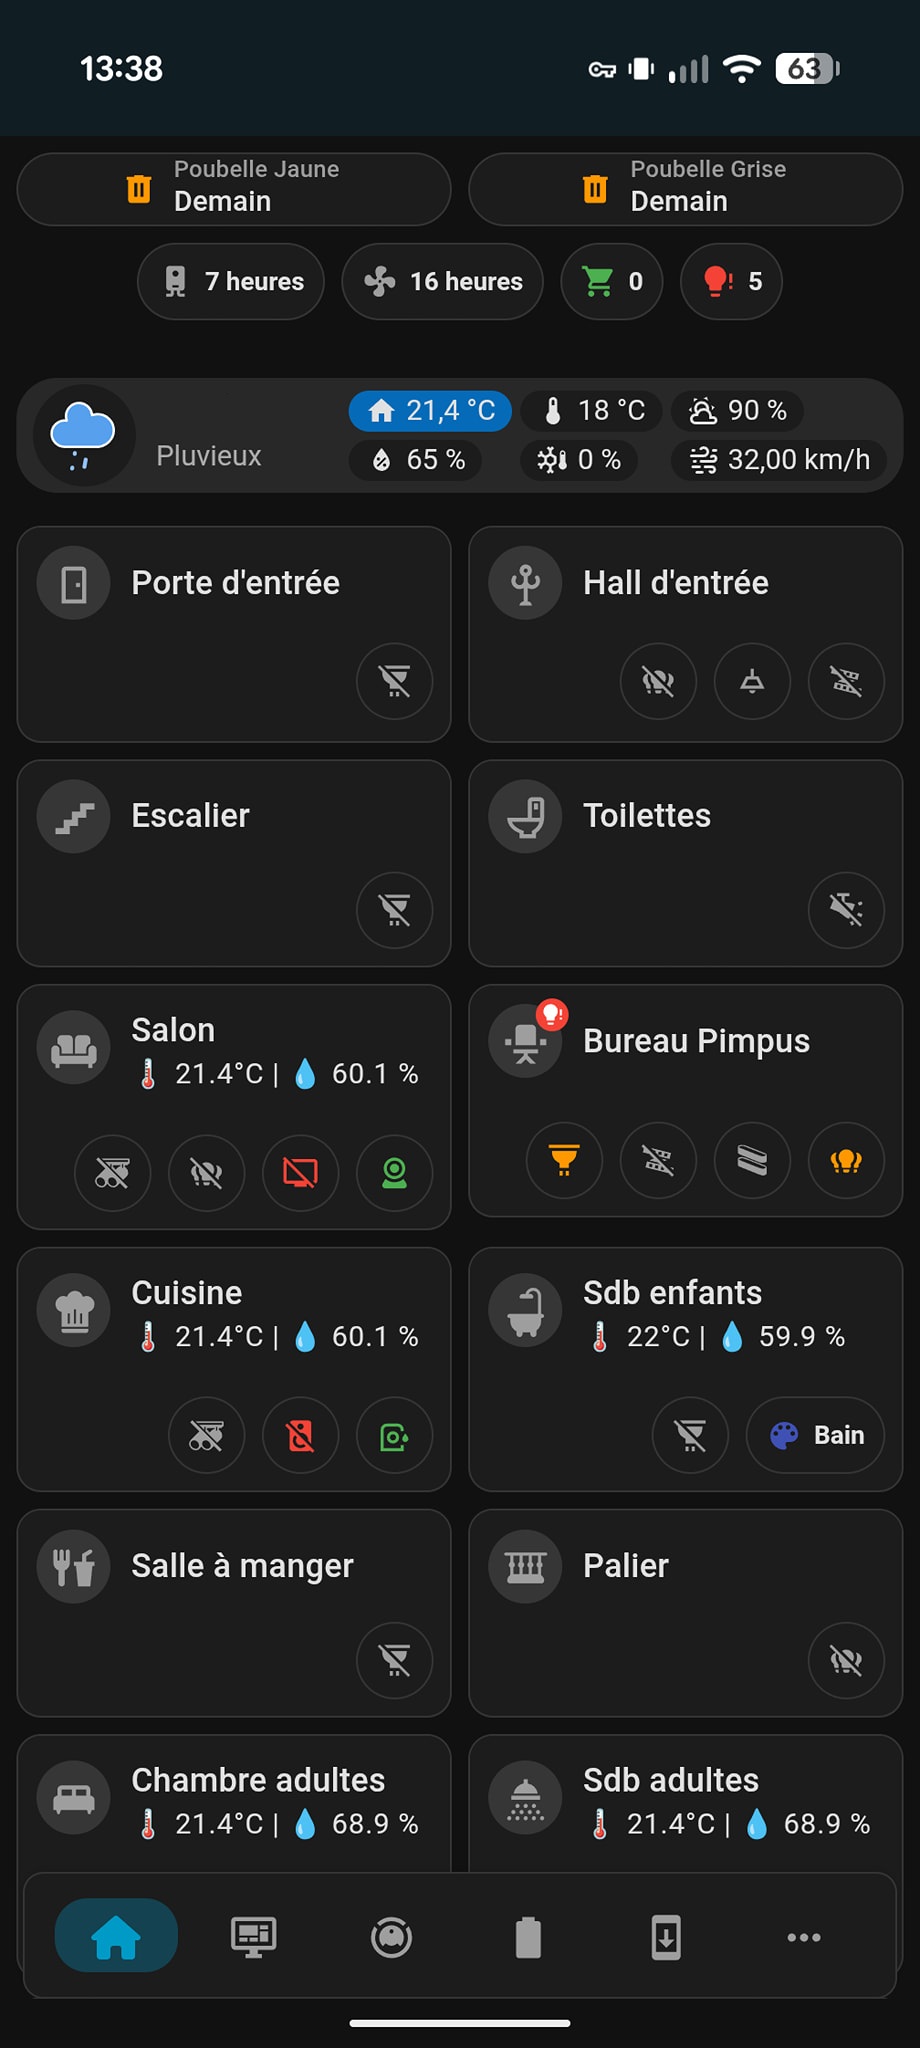 13:38
63
Poubelle Jaune
Demain
Poubelle Grise
Demain
7 heures
16 heures
0
5
Pluvieux
21,4 °C
18 °C
90 %
65 %
0 %
32,00 km/h
Porte d'entrée
Hall d'entrée
Escalier
Toilettes
Salon
21.4°C | 60.1 %
Bureau Pimpus
Cuisine
21.4°C | 60.1 %
Sdb enfants
22°C | 59.9 %
Bain
Salle à manger
Palier
Chambre adultes
21.4°C | 68.9 %
Sdb adultes
21.4°C | 68.9 %